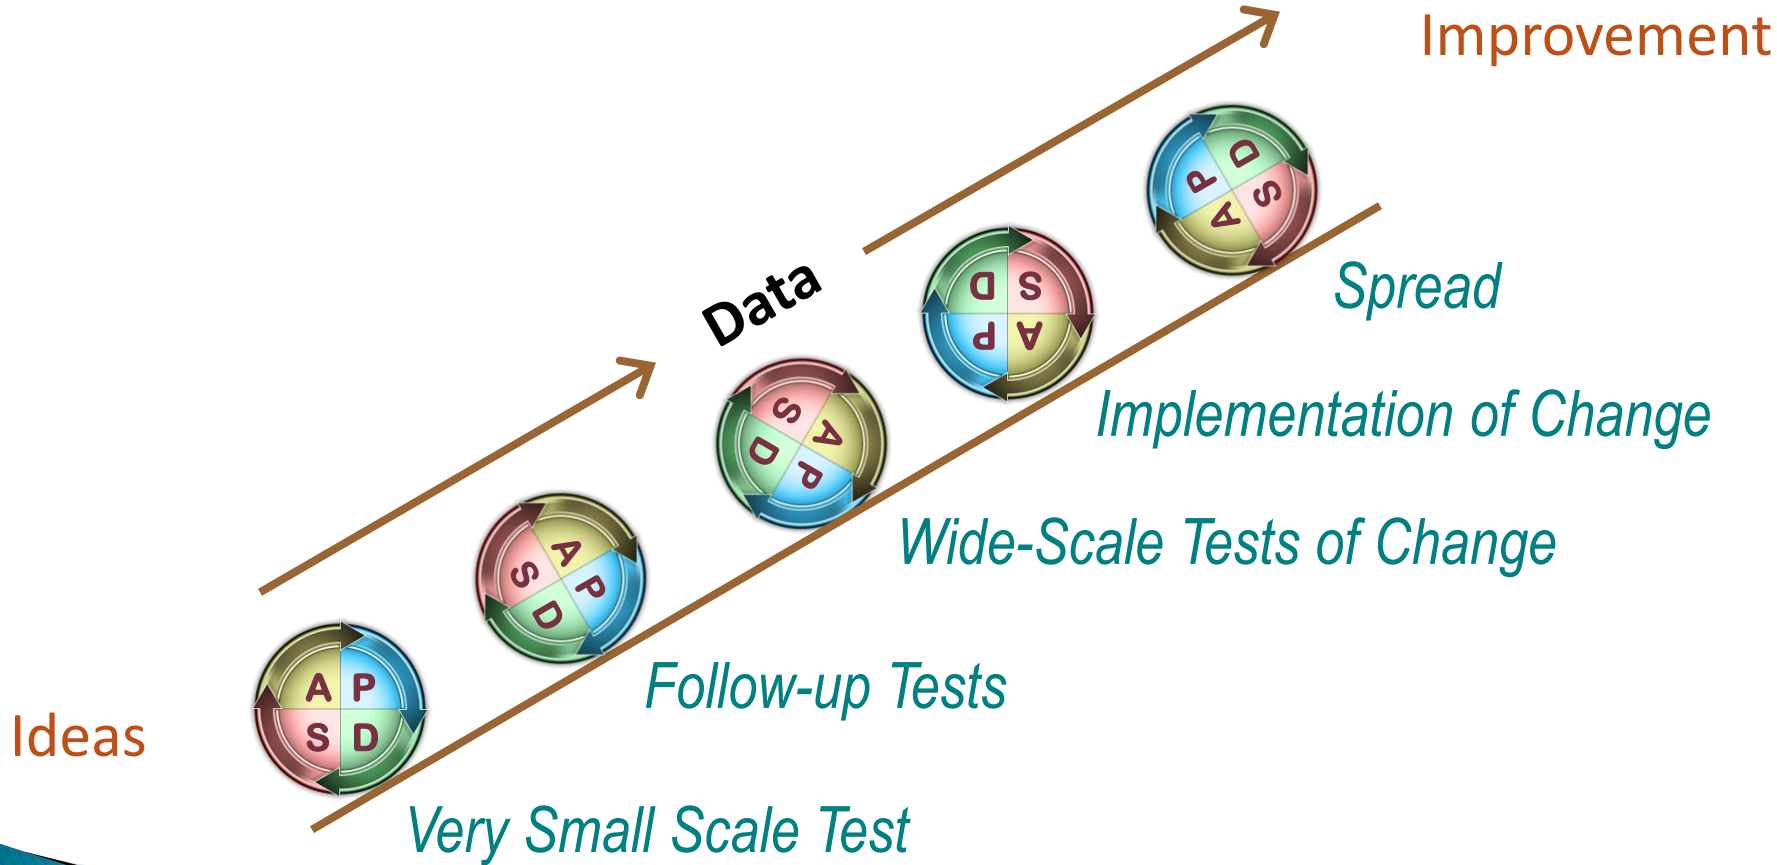 Improvement
D
P
S
A
Spread
D
S
P
A
Data
Implementation of Change
S
A
D
P
Wide-Scale Tests of Change
A
S
P
D
Follow-up Tests
A P
S D
Ideas
Very Small Scale Test